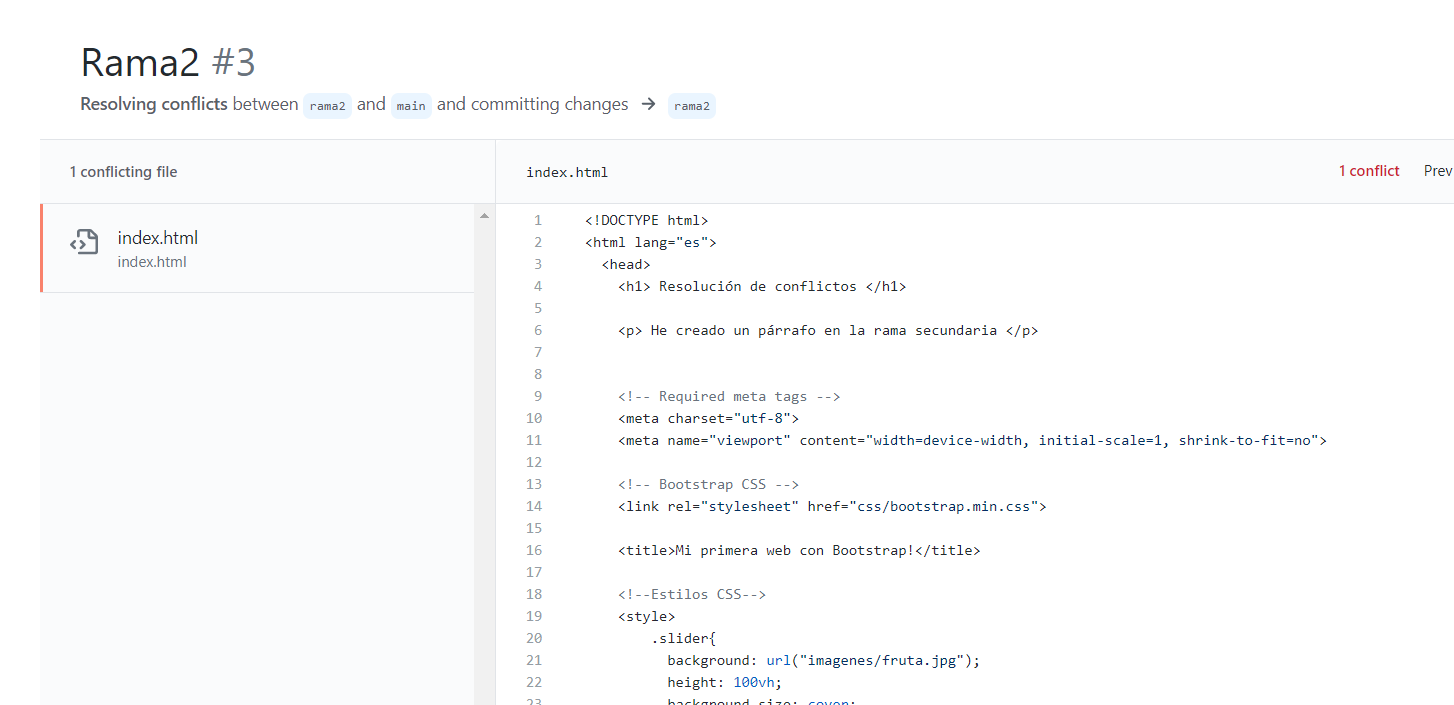 Rama2 #3
Resolving conflicts between rama2 and main and committing changes → rama2
1 conflicting file
index.html
index.html
index.html
1 conflict
Prev
1 <!DOCTYPE html>
2 <html lang="es">
3 <head>
4 <h1> Resolución de conflictos </h1>
5
6 <p> He creado un párrafo en la rama secundaria </p>
7
8
9 <!-- Required meta tags -->
10 <meta charset="utf-8">
11 <meta name="viewport" content="width=device-width, initial-scale=1, shrink-to-fit=no">
12
13 <!-- Bootstrap CSS -->
14 <link rel="stylesheet" href="css/bootstrap.min.css">
15
16 <title>Mi primera web con Bootstrap!</title>
17
18 <!--Estilos CSS-->
19 <style>
20 .slider{
21 background: url("imagenes/fruta.jpg");
22 height: 100vh;
23 background-size: cover;